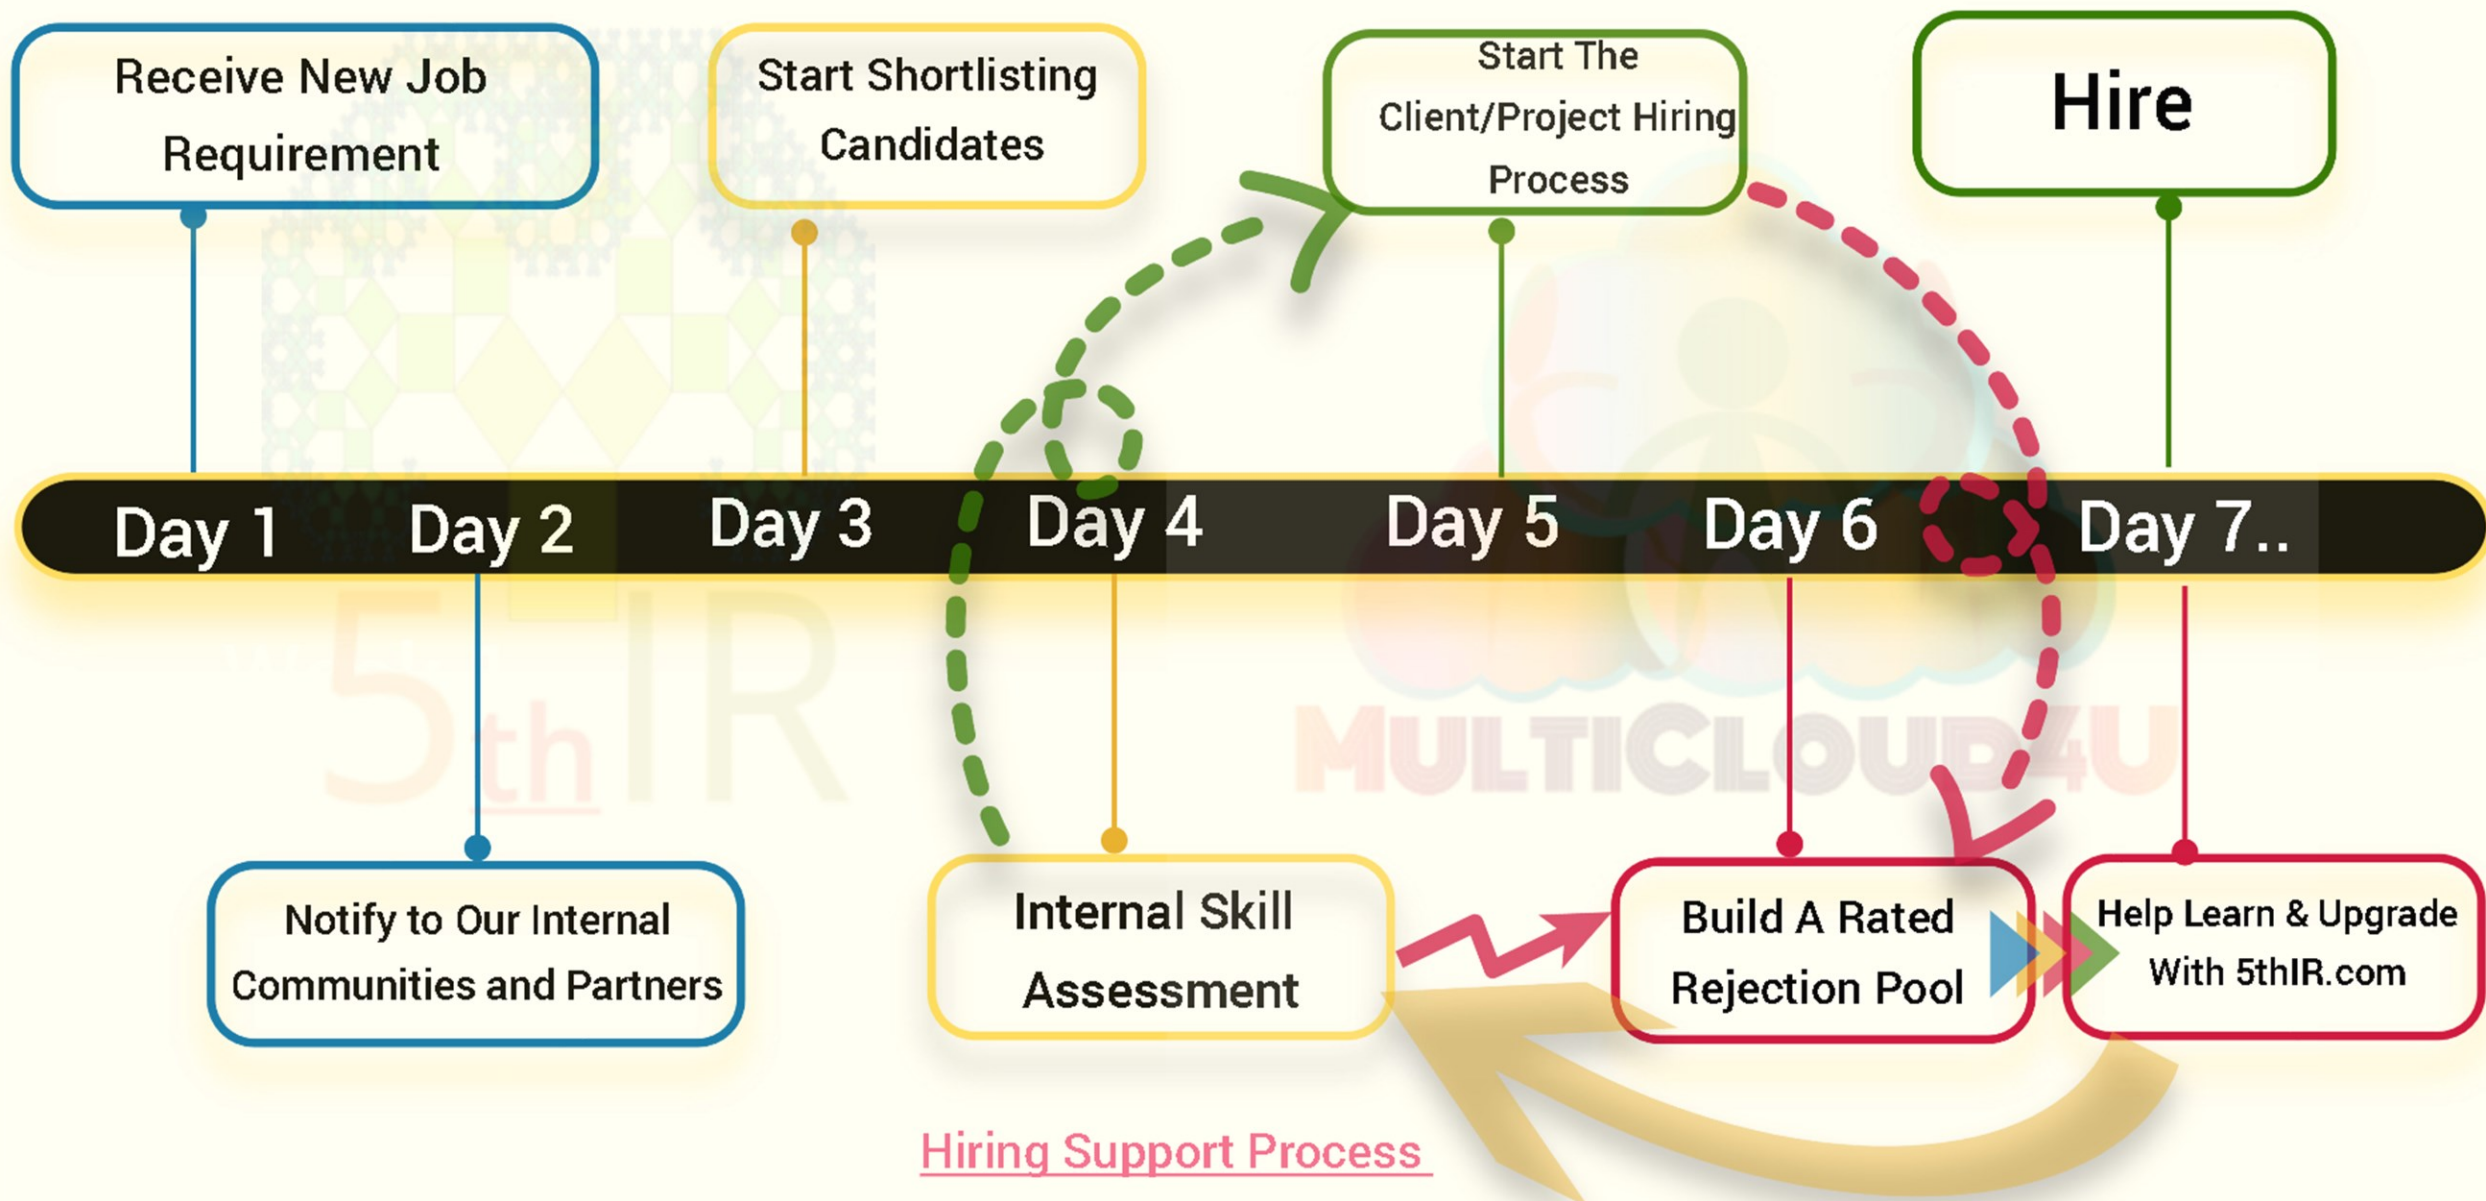 Receive New Job
Requirement
Start Shortlisting
Candidates
Start The
Client/Project Hiring
Process
Hire
Day 1
Day 2
Day 3
Day 4
Day 5
Day 6
Day 7..
5th IR
MULTICLOUD4U
Notify to Our Internal
Communities and Partners
Internal Skill
Assessment
Build A Rated
Rejection Pool
Help Learn & Upgrade
With 5thIR.com
Hiring Support Process